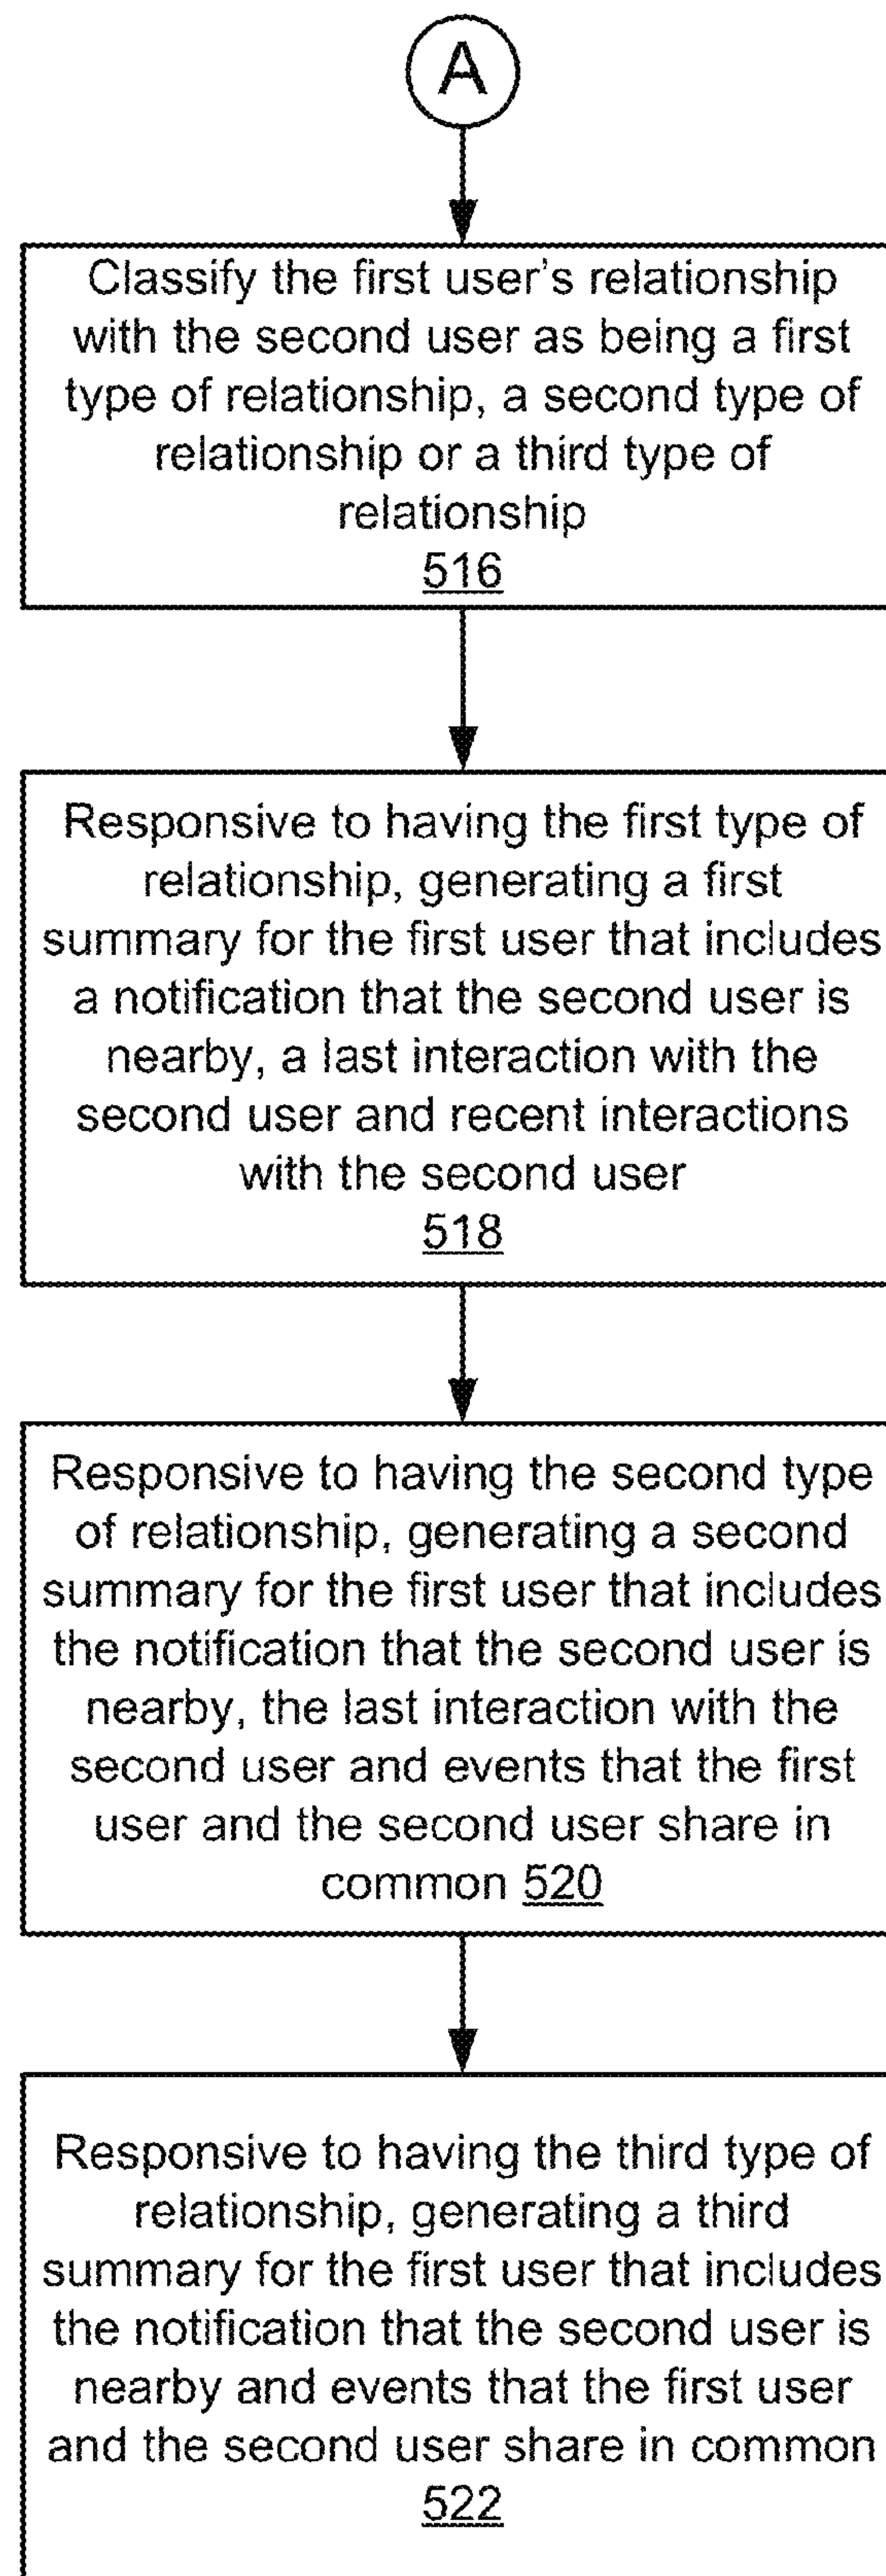 A
Classify the first user's relationship
with the second user as being a first
type of relationship, a second type of
relationship or a third type of
relationship
516
Responsive to having the first type of
relationship, generating a first
summary for the first user that includes
a notification that the second user is
nearby, a last interaction with the
second user and recent interactions
with the second user
518
Responsive to having the second type
of relationship, generating a second
summary for the first user that includes
the notification that the second user is
nearby, the last interaction with the
second user and events that the first
user and the second user share in
common 520
Responsive to having the third type of
relationship, generating a third
summary for the first user that includes
the notification that the second user is
nearby and events that the first user
and the second user share in common
522